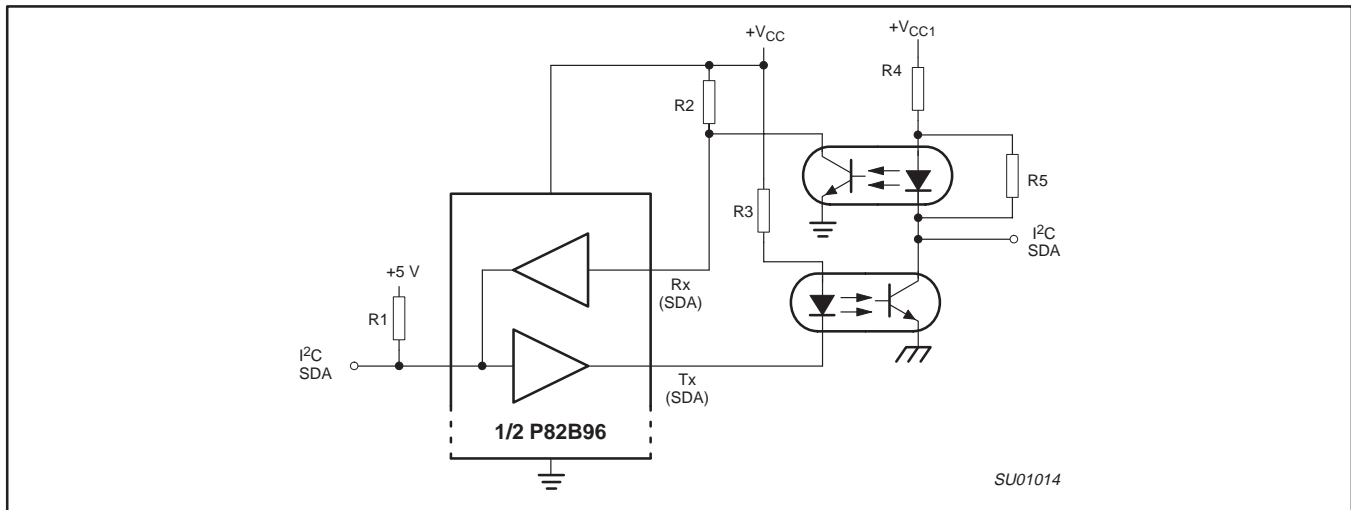 +VCC
+VCC1
R4
R2
R5
R3
I2C
SDA
+5 V
Rx
(SDA)
R1
I2C
SDA
Tx
(SDA)
1/2 P82B96
SU01014